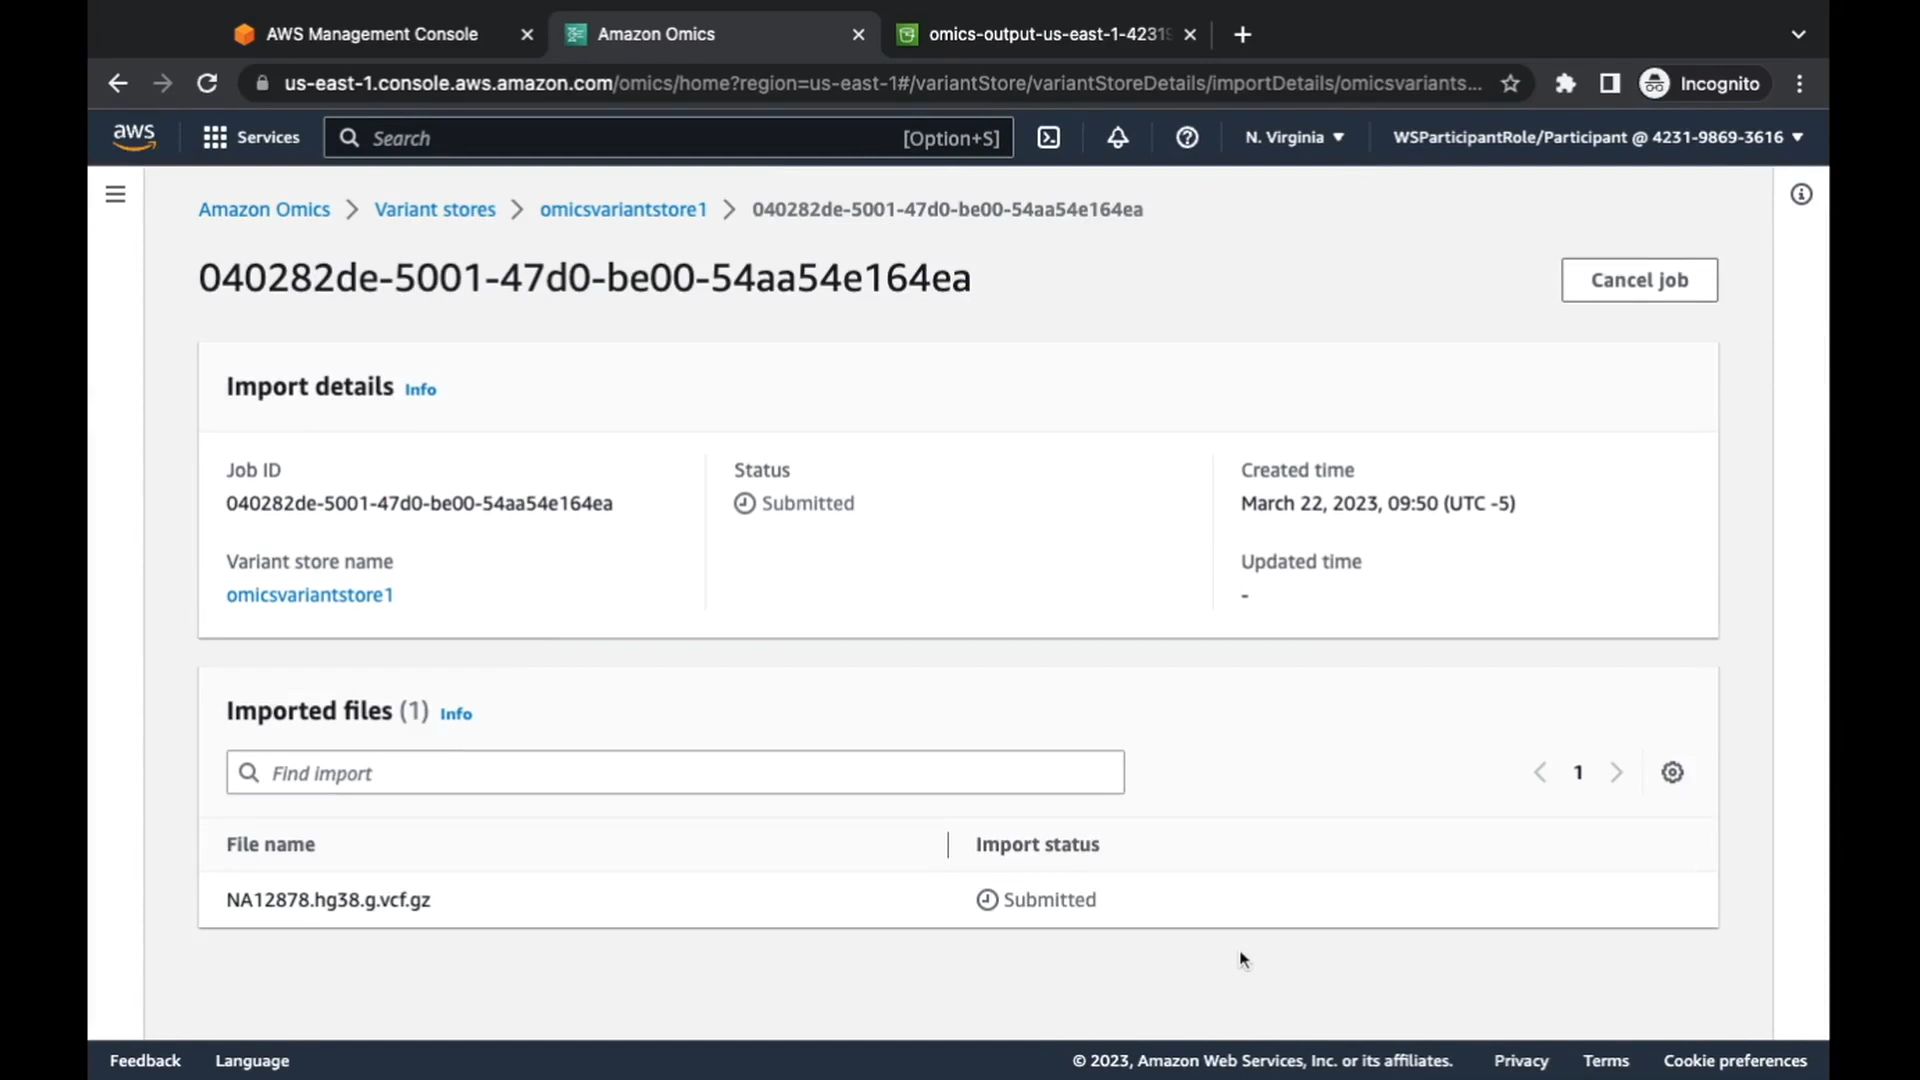 AWS Management Console
Amazon Omics
omics-output-us-east-1-4231
us-east-1.console.aws.amazon.com/omics/home?region=us-east-1#/variantStore/variantStoreDetails/importDetails/omicsvariants...
Incognito
aws
Services
Search
[Option+S]
N. Virginia
WSParticipantRole/Participant @ 4231-9869-3616
Amazon Omics
Variant stores
omicsvariantstore1
040282de-5001-47d0-be00-54aa54e164ea
040282de-5001-47d0-be00-54aa54e164ea
Cancel job
Import details Info
Job ID
040282de-5001-47d0-be00-54aa54e164ea
Variant store name
omicsvariantstore1
Status
Submitted
Created time
March 22, 2023, 09:50 (UTC -5)
Updated time
-
Imported files (1) Info
Find import
1
File name
Import status
NA12878.hg38.g.vcf.gz
Submitted
Feedback
Language
© 2023, Amazon Web Services, Inc. or its affiliates.
Privacy
Terms
Cookie preferences